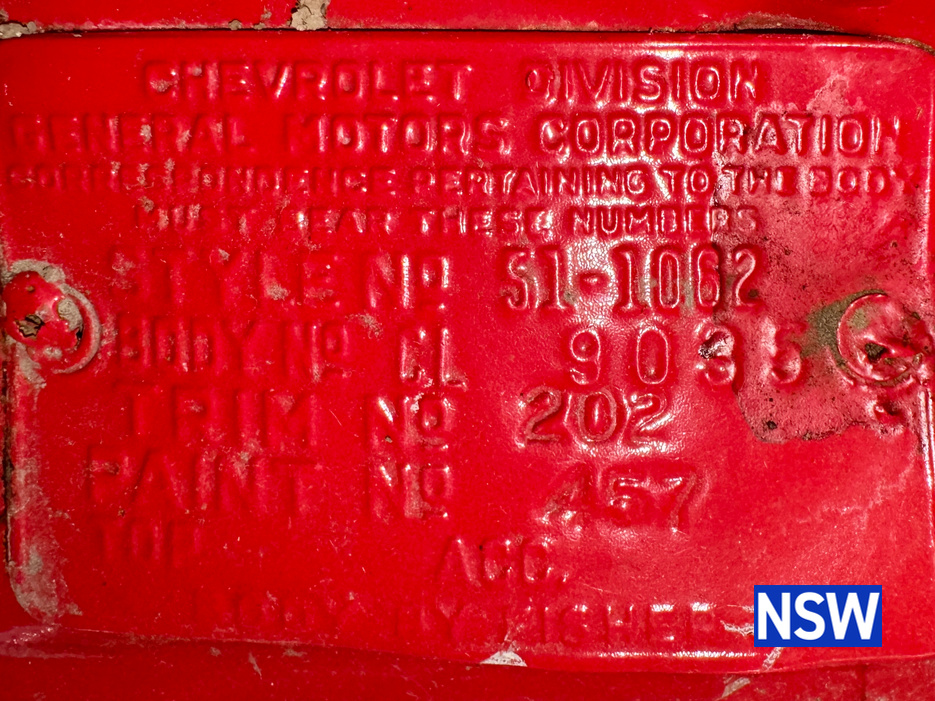 CHEVROLET DIVISION
GENERAL MOTORS CORPORATION
CORRESPONDENCE PERTAINING TO THE BODY
MUST BEAR THESE NUMBERS
STYLE NO 51-1062
BODY NO CL 9035
TRIM NO 202
PAINT NO 457
TOP ACC.
BODY BY FISHER
NSW